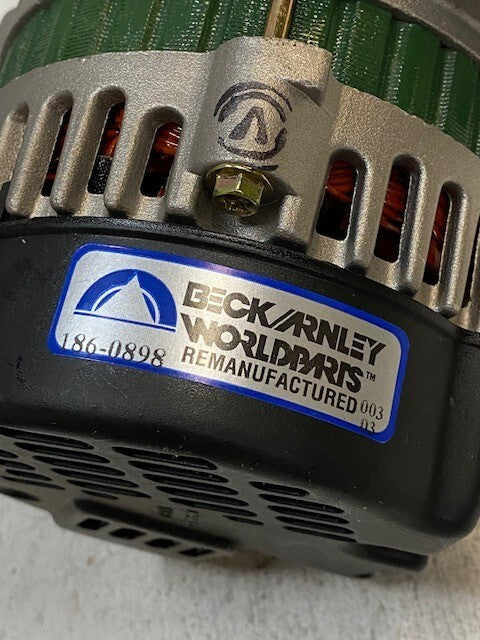 BECK/ARNLEY
WORLDPARTS™
186-0898
REMANUFACTURED
003
03